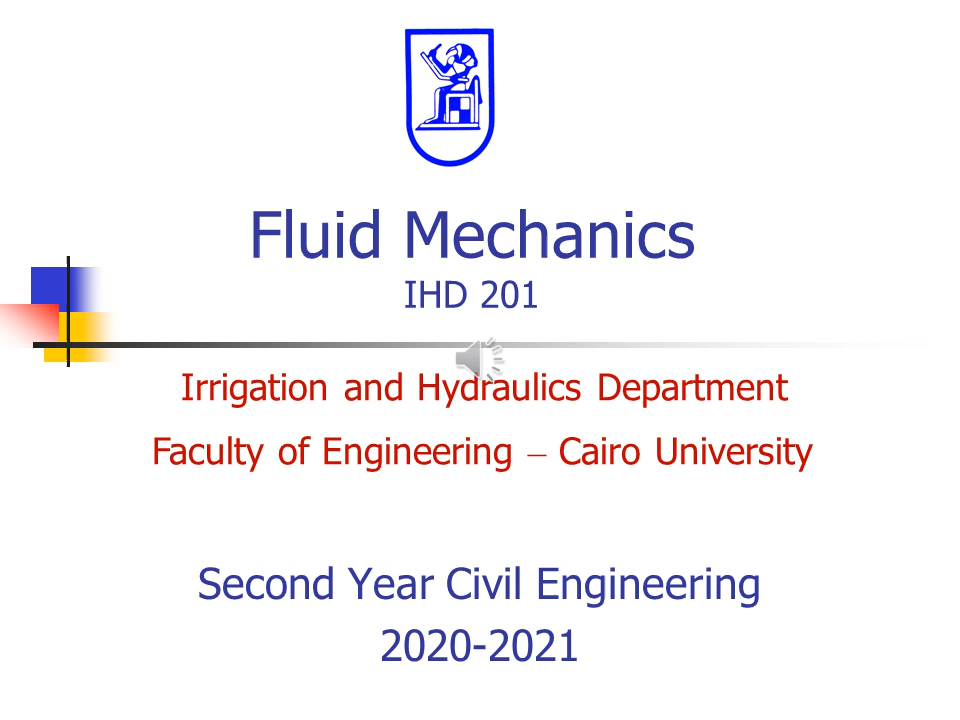 Fluid Mechanics
IHD 201
Irrigation and Hydraulics Department
Faculty of Engineering – Cairo University
Second Year Civil Engineering
2020-2021